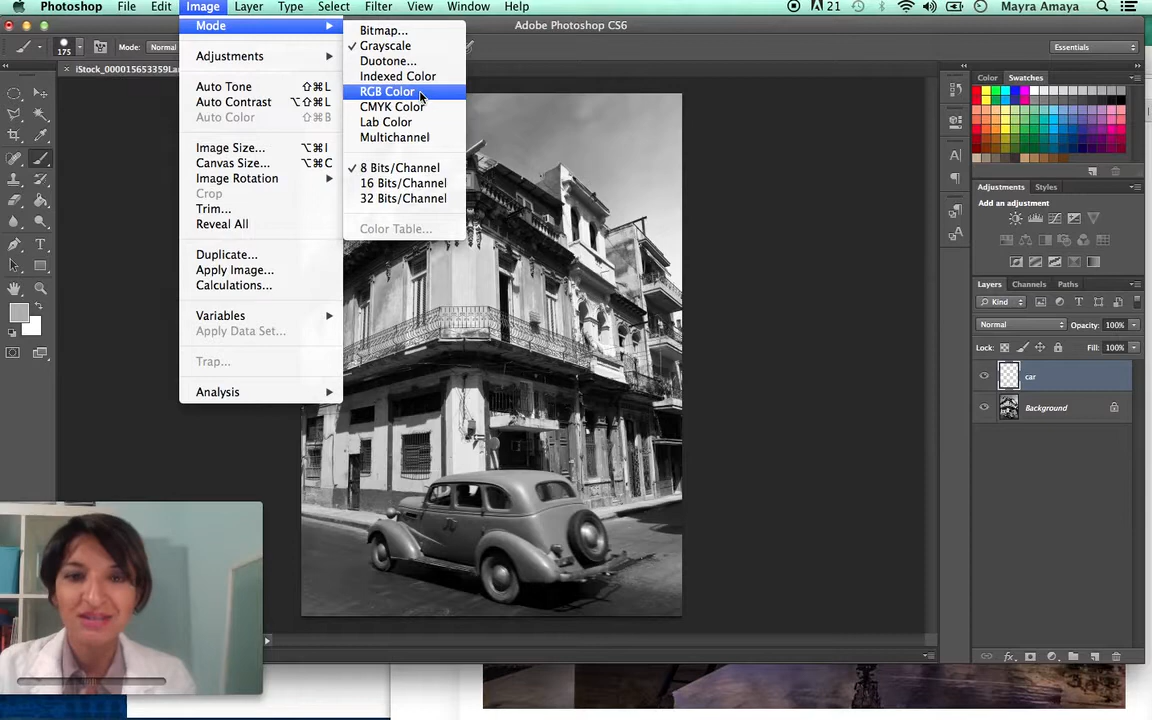 Photoshop File Edit Image Layer Type Select Filter View Window Help 21 Mayra Amaya
Adobe Photoshop CS6
175 Mode: Normal Essentials
iStock_000015653359La
Mode
Adjustments
Auto Tone ⇧⌘L
Auto Contrast ⌥⇧⌘L
Auto Color ⇧⌘B
Image Size... ⌥⌘I
Canvas Size... ⌥⌘C
Image Rotation
Crop
Trim...
Reveal All
Duplicate...
Apply Image...
Calculations...
Variables
Apply Data Set...
Trap...
Analysis
Bitmap...
Grayscale
Duotone...
Indexed Color
RGB Color
CMYK Color
Lab Color
Multichannel
8 Bits/Channel
16 Bits/Channel
32 Bits/Channel
Color Table...
Color Swatches
Adjustments Styles
Add an adjustment
Layers Channels Paths
Kind
Normal Opacity: 100%
Lock: Fill: 100%
car
Background